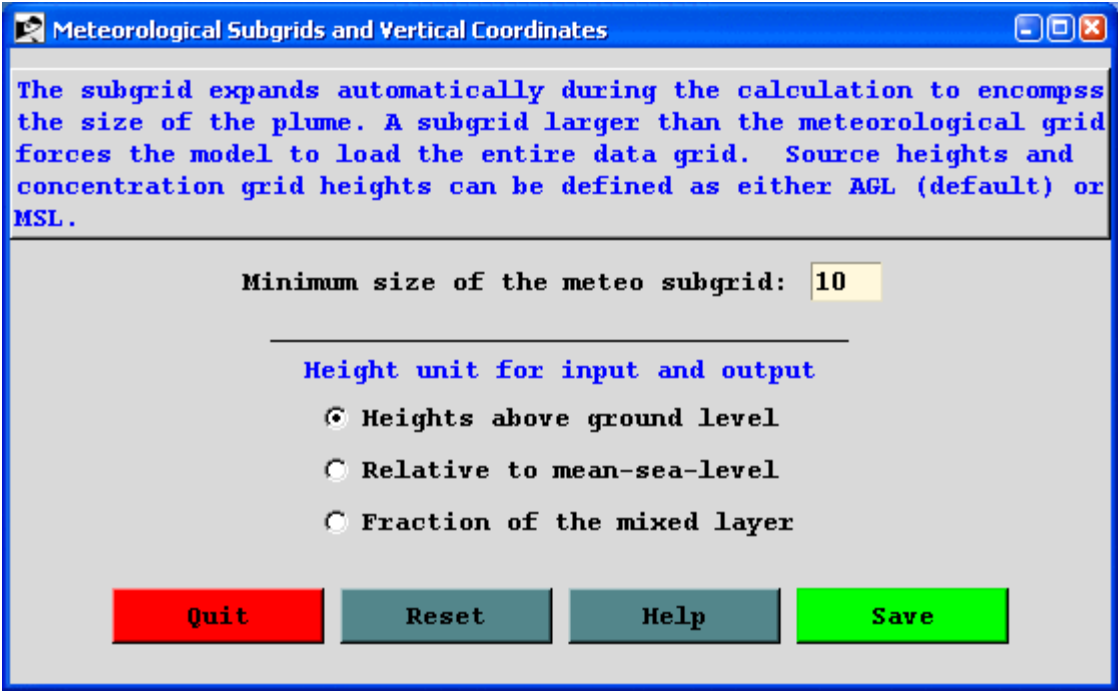 Meteorological Subgrids and Vertical Coordinates
The subgrid expands automatically during the calculation to encompss
the size of the plume. A subgrid larger than the meteorological grid
forces the model to load the entire data grid.  Source heights and
concentration grid heights can be defined as either AGL (default) or
MSL.
Minimum size of the meteo subgrid: 10
Height unit for input and output
Heights above ground level
Relative to mean-sea-level
Fraction of the mixed layer
Quit Reset Help Save